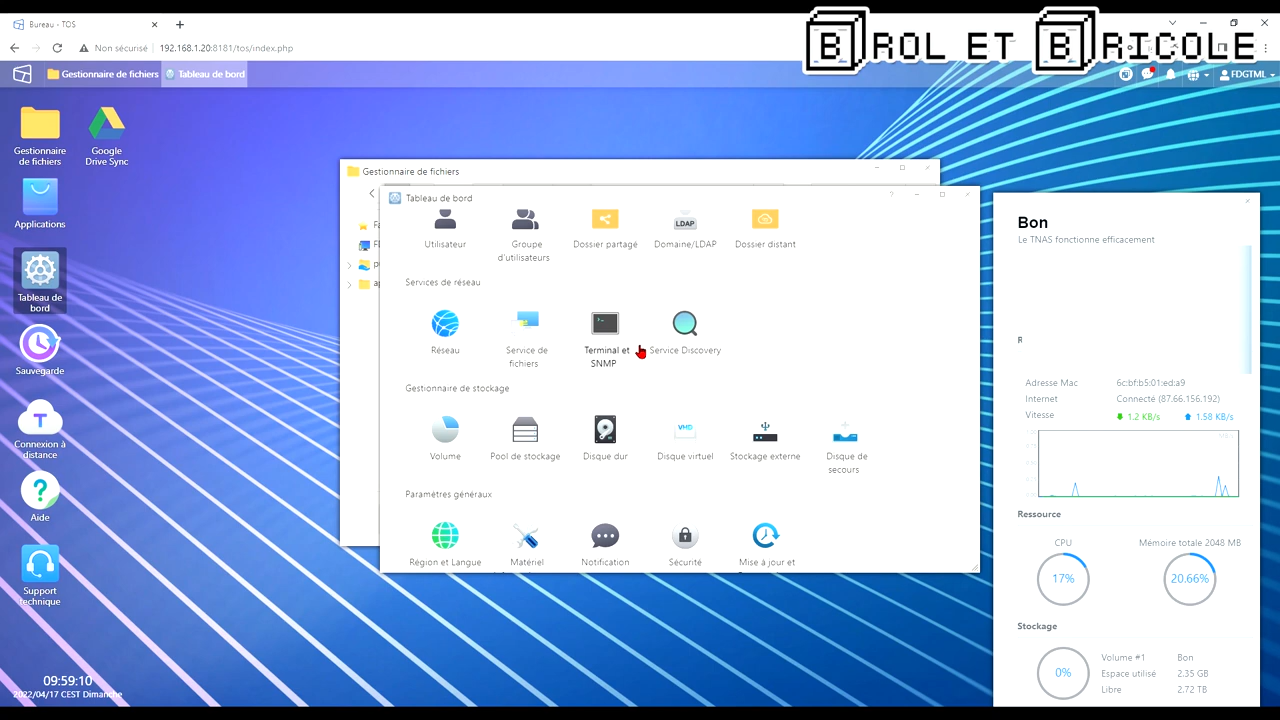 Bureau - TOS
Non sécurisé
192.168.1.20:8181/tos/index.php
BROL ET BRICOLE
Gestionnaire de fichiers
Tableau de bord
FDGTML
Gestionnaire
de fichiers
Google
Drive Sync
Applications
Tableau de
bord
Sauvegarde
T
Connexion à
distance
?
Aide
Support
technique
09:59:10
2022/04/17 CEST Dimanche
Gestionnaire de fichiers
Tableau de bord
Utilisateur
Groupe
d'utilisateurs
Dossier partagé
LDAP
Domaine/LDAP
Dossier distant
Services de réseau
Réseau
Service de
fichiers
Terminal et
SNMP
Service Discovery
Gestionnaire de stockage
Volume
Pool de stockage
Disque dur
VHD
Disque virtuel
Stockage externe
Disque de
secours
Paramètres généraux
Région et Langue
Matériel
Notification
Sécurité
Mise à jour et
Bon
Le TNAS fonctionne efficacement
R
Adresse Mac 6c:bf:b5:01:ed:a9
Internet Connecté (87.66.156.192)
Vitesse 1.2 KB/s 1.58 KB/s
Ressource
CPU
17%
Mémoire totale 2048 MB
20.66%
Stockage
0%
Volume #1 Bon
Espace utilisé 2.35 GB
Libre 2.72 TB